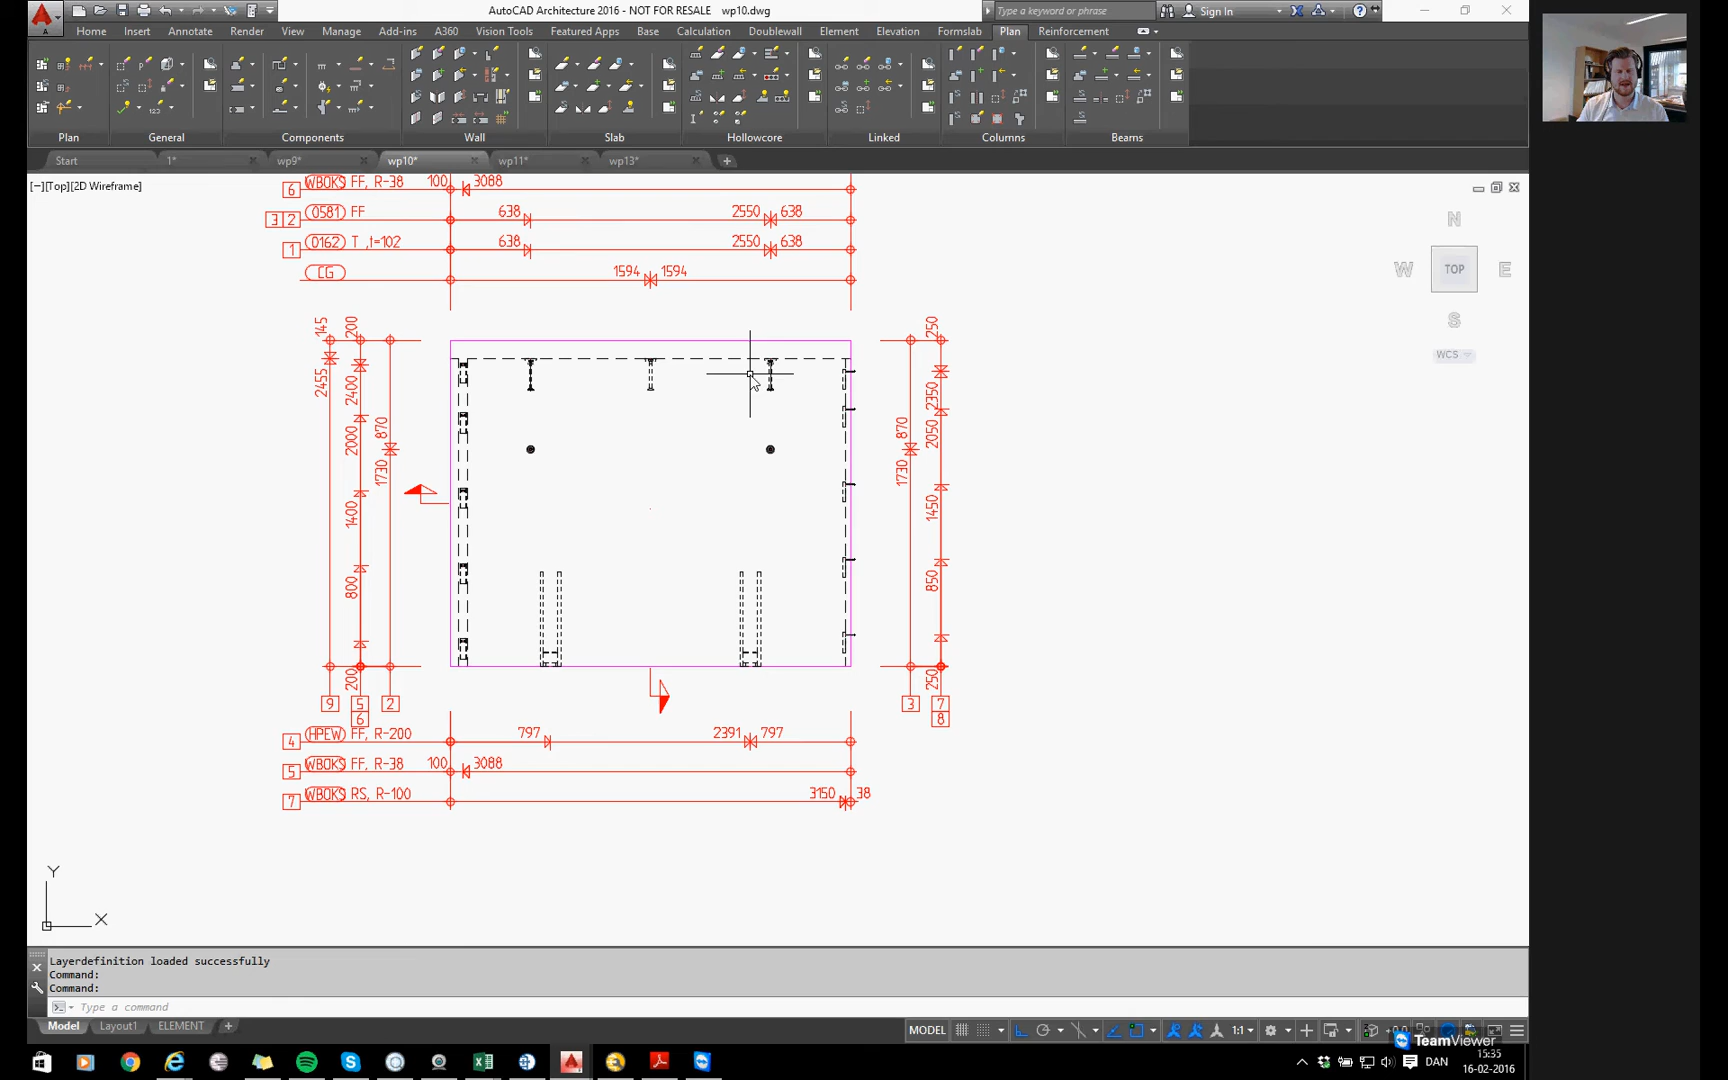 AutoCAD Architecture 2016 - NOT FOR RESALE wp10.dwg
Type a keyword or phrase
Sign In
Home Insert Annotate Render View Manage Add-ins A360 Vision Tools Featured Apps Base Calculation Doublewall Element Elevation Formslab Plan Reinforcement
Plan General Components Wall Slab Hollowcore Linked Columns Beams
Start 1* wp9* wp10* wp11* wp13*
[−][Top][2D Wireframe]
6 WBOKS FF, R-38 100 3088
3 2 0581 FF 638 2550 638
1 0162 T ,t=102 638 2550 638
CG 1594 1594
N
W TOP E
S
WCS
145 200 250
2455 2400 870 870 2350
2000 1730 1730 2050
1400 1450
800 850
200 250
9 5 2 3 7
6 8
4 HPEW FF, R-200 797 2391 797
5 WBOKS FF, R-38 100 3088
7 WBOKS RS, R-100 3150 38
Y
X
Layerdefinition loaded successfully
Command:
Command:
Type a command
Model Layout1 ELEMENT
MODEL 1:1
TeamViewer
DAN
15:35
16-02-2016